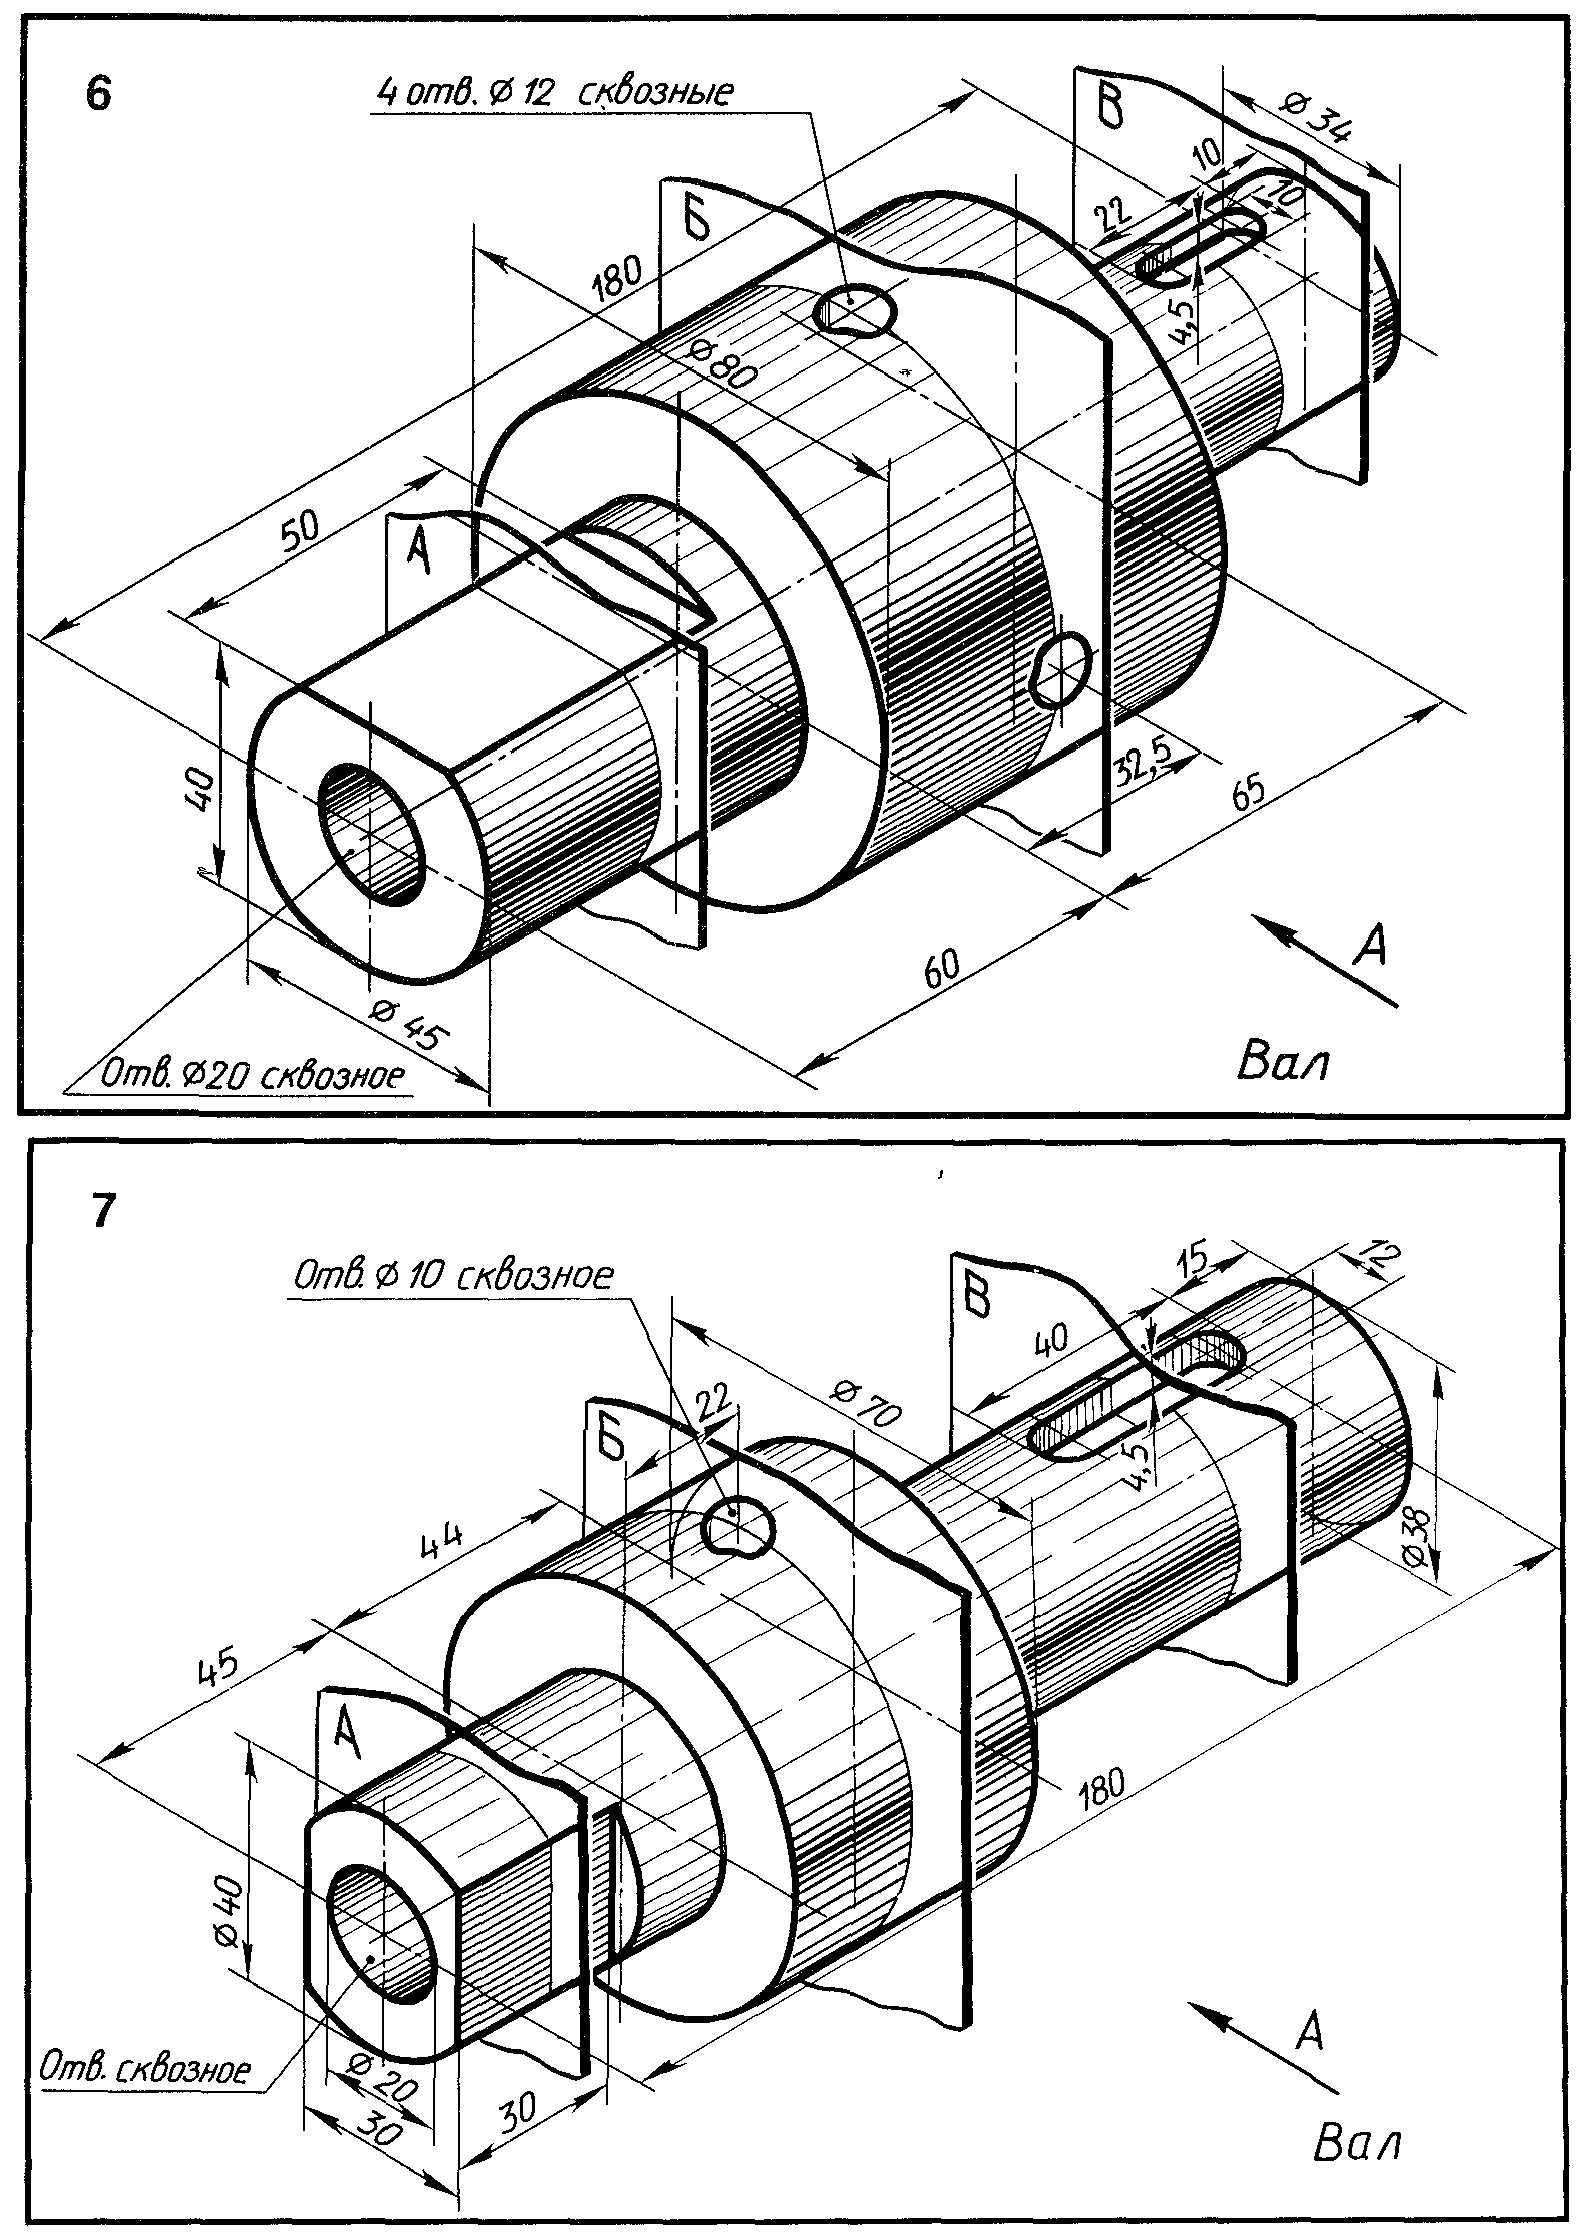 6
4 отв. ⌀ 12 сквозные
В
⌀ 34
10
10
22
Б
180
4,5
⌀ 80
50
А
40
32,5
65
60
А
⌀ 45
Отв. ⌀20 сквозное
Вал
7
Отв. ⌀ 10 сквозное
15
12
В
40
22
⌀ 70
Б
4,5
44
⌀38
45
А
180
⌀ 40
А
Отв. сквозное
⌀ 20
30
30
Вал